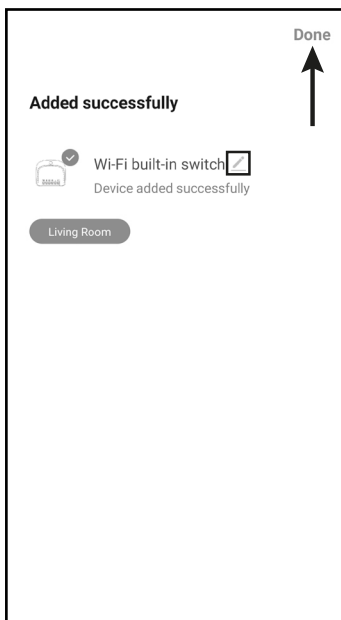 Done
Added successfully
Wi-Fi built-in switch
Device added successfully
Living Room